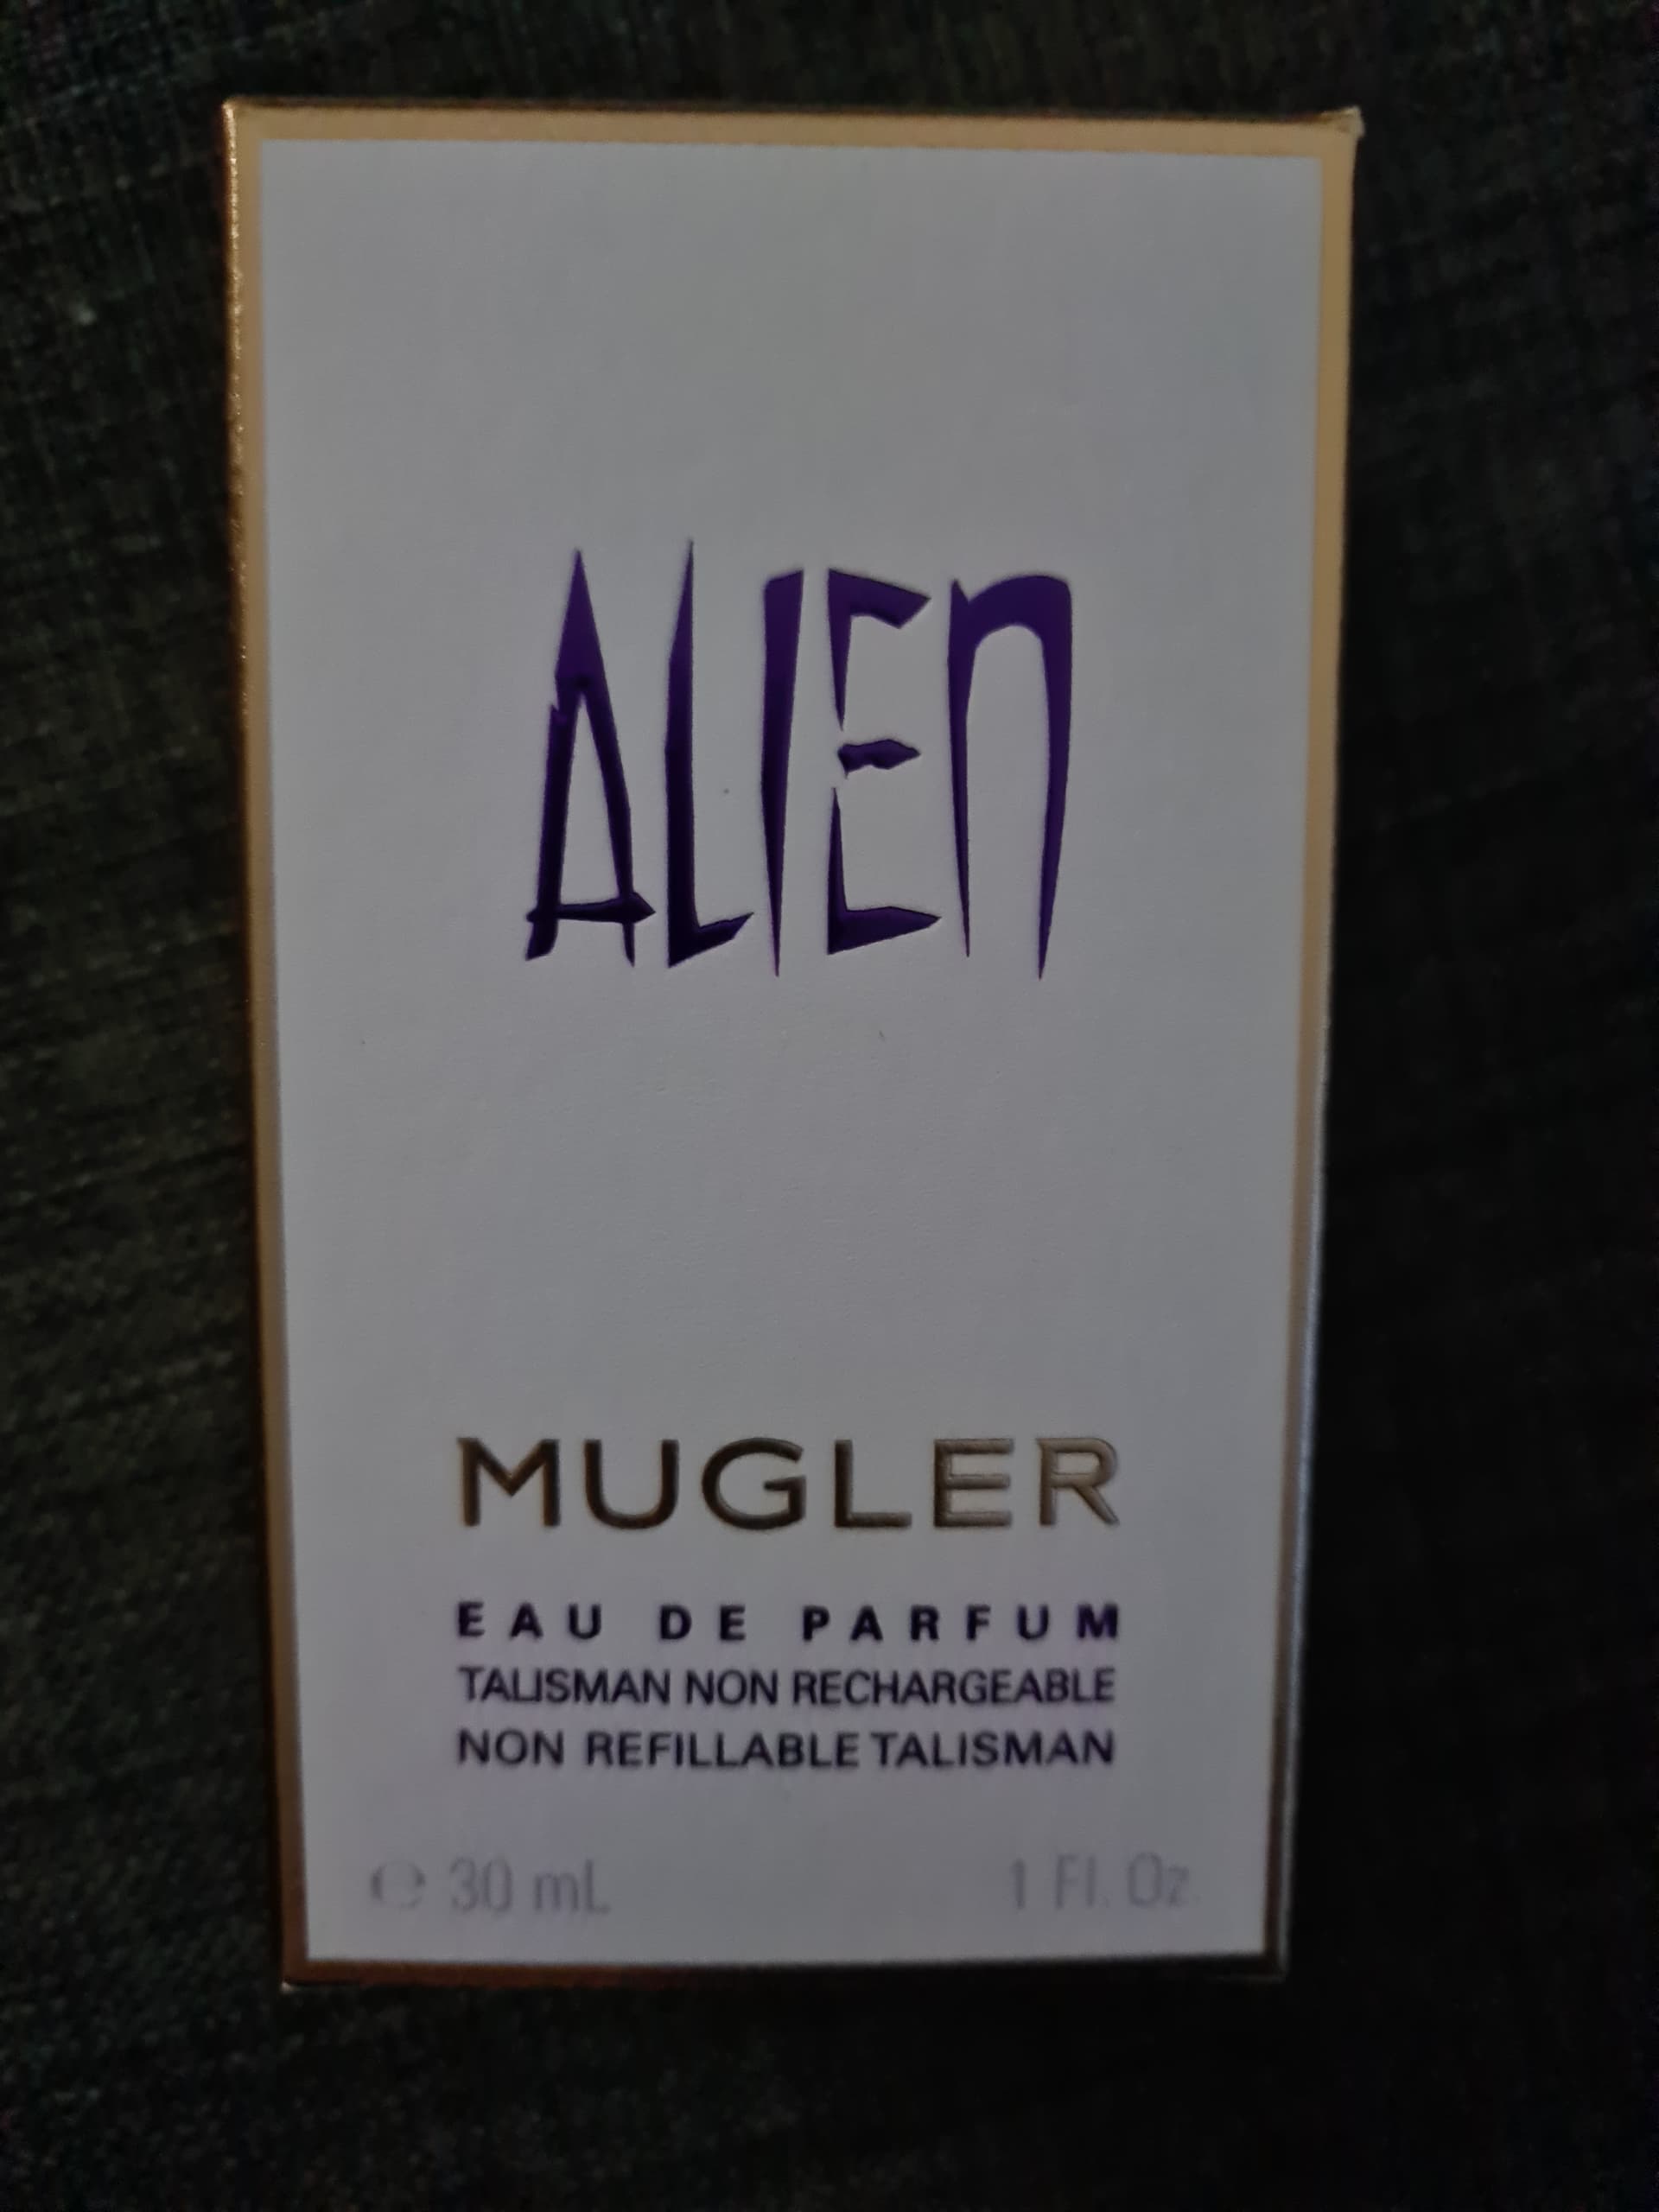 ALIEn
MUGLER
EAU DE PARFUM
TALISMAN NON RECHARGEABLE
NON REFILLABLE TALISMAN
℮ 30 mL 1 Fl. Oz